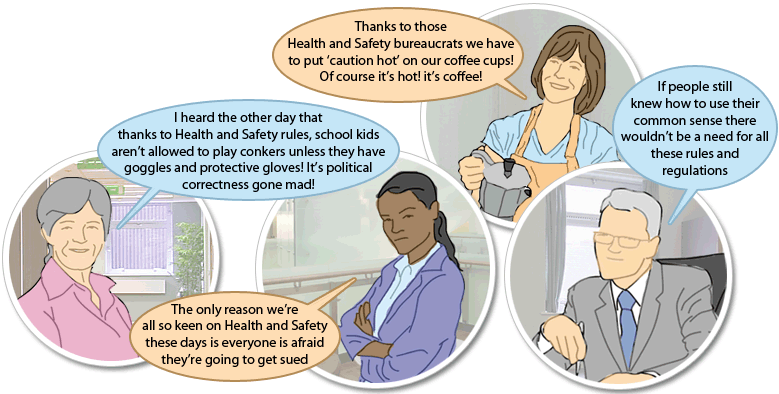 Thanks to those
Health and Safety bureaucrats we have
to put ‘caution hot’ on our coffee cups!
Of course it’s hot! it’s coffee!
If people still
knew how to use their
common sense there
wouldn’t be a need for all
these rules and
regulations
I heard the other day that
thanks to Health and Safety rules, school kids
aren’t allowed to play conkers unless they have
goggles and protective gloves! It’s political
correctness gone mad!
The only reason we’re
all so keen on Health and Safety
these days is everyone is afraid
they’re going to get sued